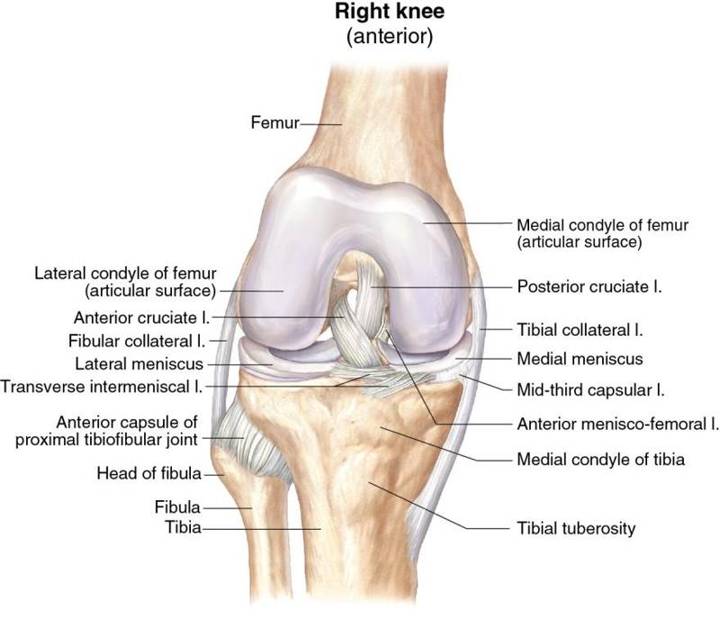 Right knee
(anterior)
Femur
Medial condyle of femur
(articular surface)
Lateral condyle of femur
(articular surface)
Posterior cruciate l.
Anterior cruciate l.
Tibial collateral l.
Fibular collateral l.
Medial meniscus
Lateral meniscus
Transverse intermeniscal l.
Mid-third capsular l.
Anterior capsule of
proximal tibiofibular joint
Anterior menisco-femoral l.
Medial condyle of tibia
Head of fibula
Fibula
Tibia
Tibial tuberosity